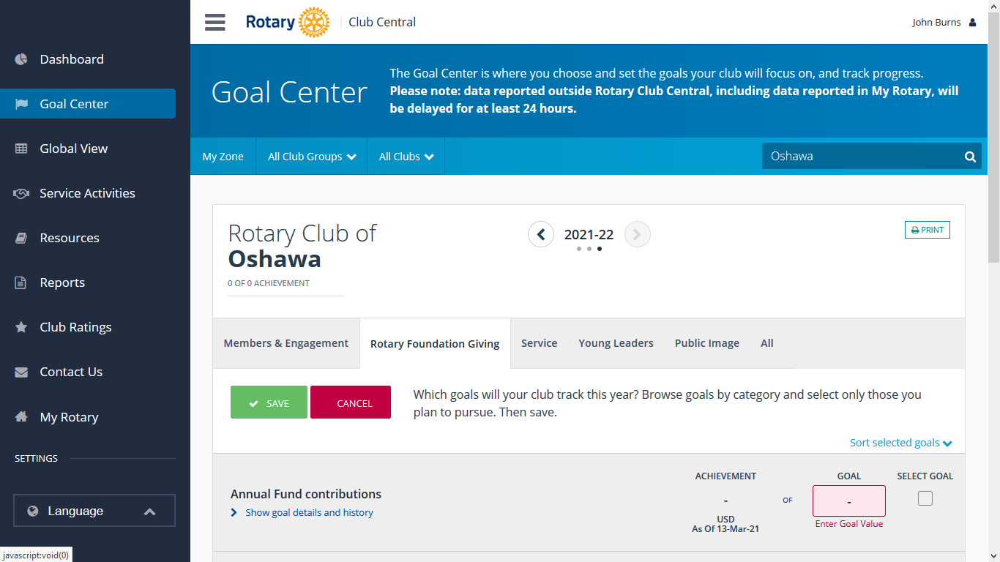 Rotary
Club Central
John Burns
Dashboard
Goal Center
Global View
Service Activities
Resources
Reports
Club Ratings
Contact Us
My Rotary
SETTINGS
Language
javascript:void(0)
Goal Center
The Goal Center is where you choose and set the goals your club will focus on, and track progress.
Please note: data reported outside Rotary Club Central, including data reported in My Rotary, will
be delayed for at least 24 hours.
My Zone
All Club Groups
All Clubs
Oshawa
Rotary Club of
Oshawa
0 OF 0 ACHIEVEMENT
2021-22
PRINT
Members & Engagement
Rotary Foundation Giving
Service
Young Leaders
Public Image
All
SAVE
CANCEL
Which goals will your club track this year? Browse goals by category and select only those you
plan to pursue. Then save.
Sort selected goals
Annual Fund contributions
Show goal details and history
ACHIEVEMENT
-
USD
As Of 13-Mar-21
OF
GOAL
-
Enter Goal Value
SELECT GOAL